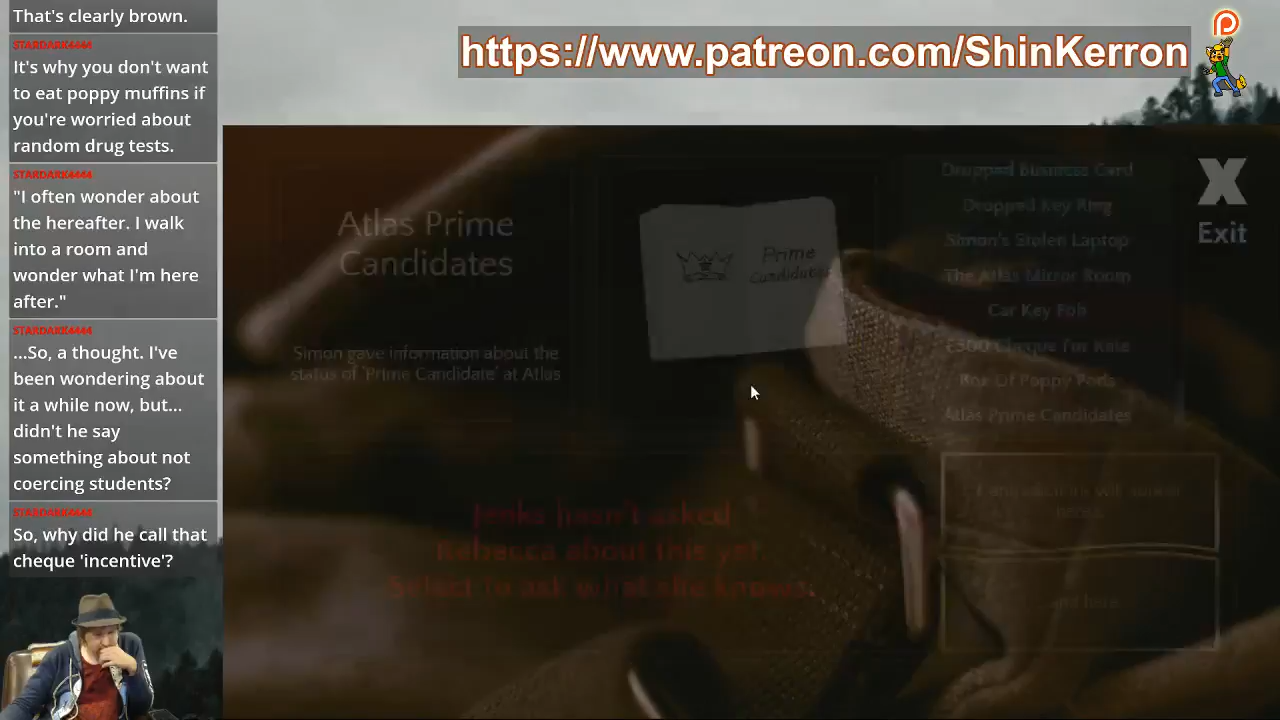 That's clearly brown.
STARDARK4444
It's why you don't want
to eat poppy muffins if
you're worried about
random drug tests.
STARDARK4444
"I often wonder about
the hereafter. I walk
into a room and
wonder what I'm here
after."
STARDARK4444
...So, a thought. I've
been wondering about
it a while now, but...
didn't he say
something about not
coercing students?
STARDARK4444
So, why did he call that
cheque 'incentive'?
https://www.patreon.com/ShinKerron
Atlas Prime
Candidates
Simon gave information about the
status of 'Prime Candidate' at Atlus
Prime
Candidates
Dropped Business Card
Dropped Key Ring
Simon's Stolen Laptop
The Atlas Mirror Room
Car Key Fob
£500 Cheque For Kate
Box Of Poppy Pods
Atlas Prime Candidates
X
Exit
Jenks hasn't asked
Rebecca about this yet.
Select to ask what she knows.
will appear
here
and here